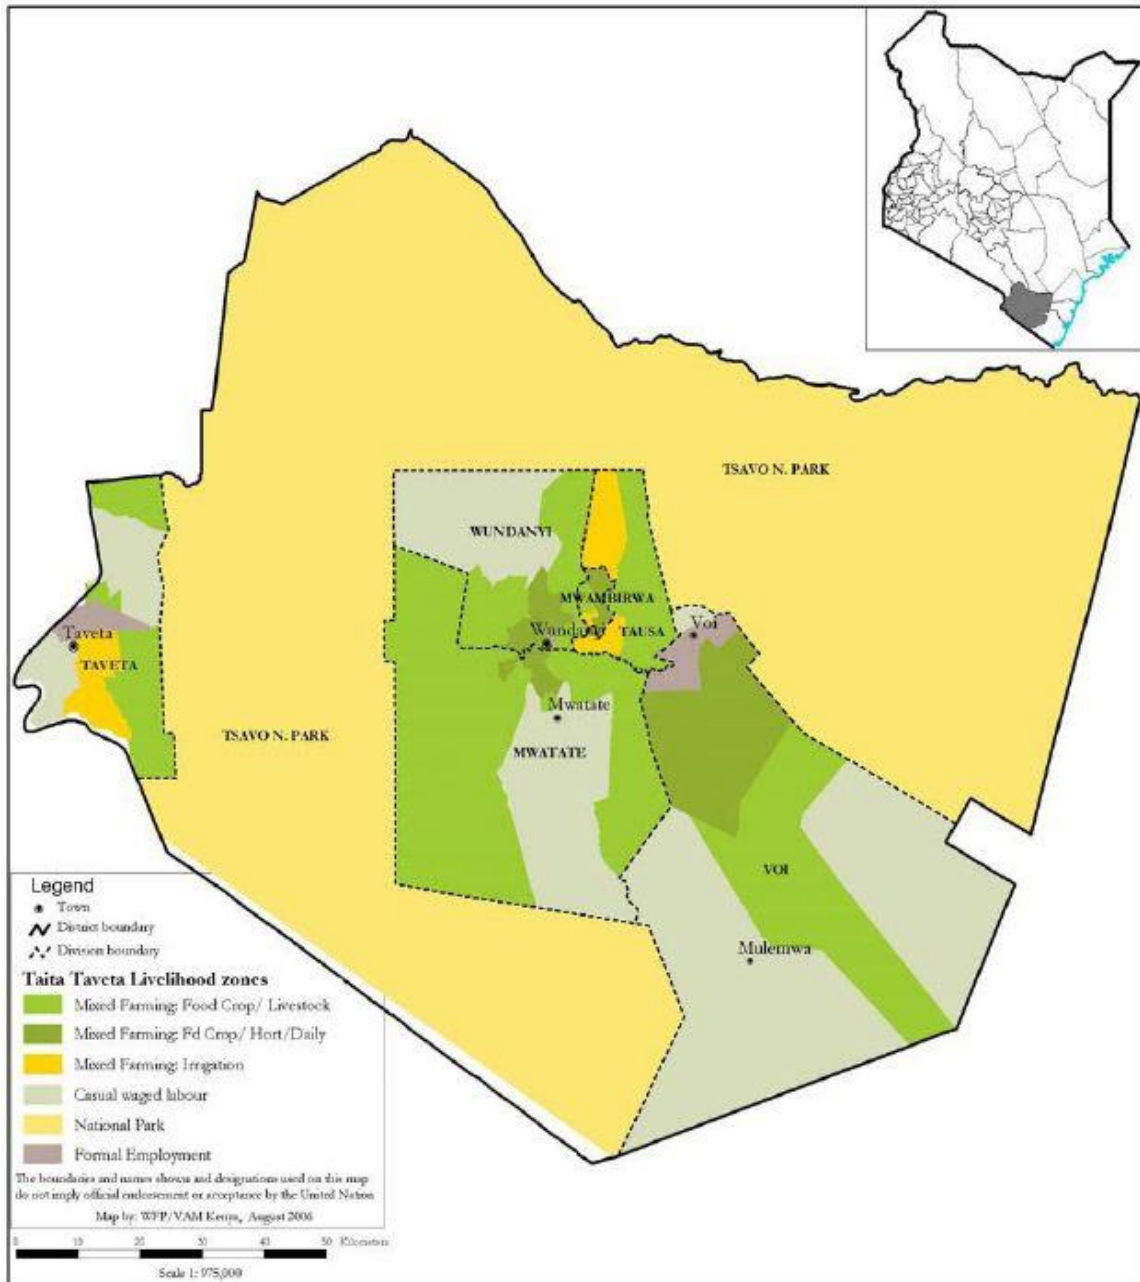 TSAVO N. PARK
WUNDANYI
MWAMBIRWA
Taveta
TAVETA
TAUSA
Voi
Mwatate
TSAVO N. PARK
MWATATE
VOI
Mulemwa
Legend
Town
District boundary
Division boundary
Taita Taveta Livelihood zones
Mixed Farming: Food Crop/ Livestock
Mixed Farming: Fd Crop/ Hort/Daily
Mixed Farming: Irrigation
Casual waged labour
National Park
Formal Employment
The boundaries and names shown and designations used on this map
do not imply official endorsement or acceptance by the United Nation
Map by: WFP/VAM Kenya, August 2006
0 10 20 30 40 50 Kilometers
Scale 1: 975,000